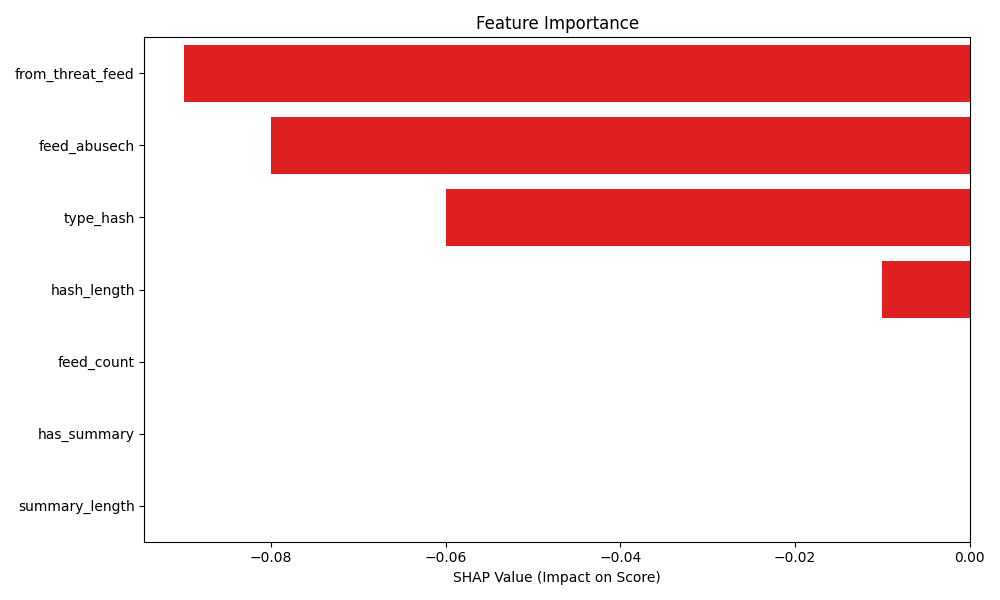 Feature Importance
from_threat_feed
feed_abusech
type_hash
hash_length
feed_count
has_summary
summary_length
−0.08 −0.06 −0.04 −0.02 0.00
SHAP Value (Impact on Score)